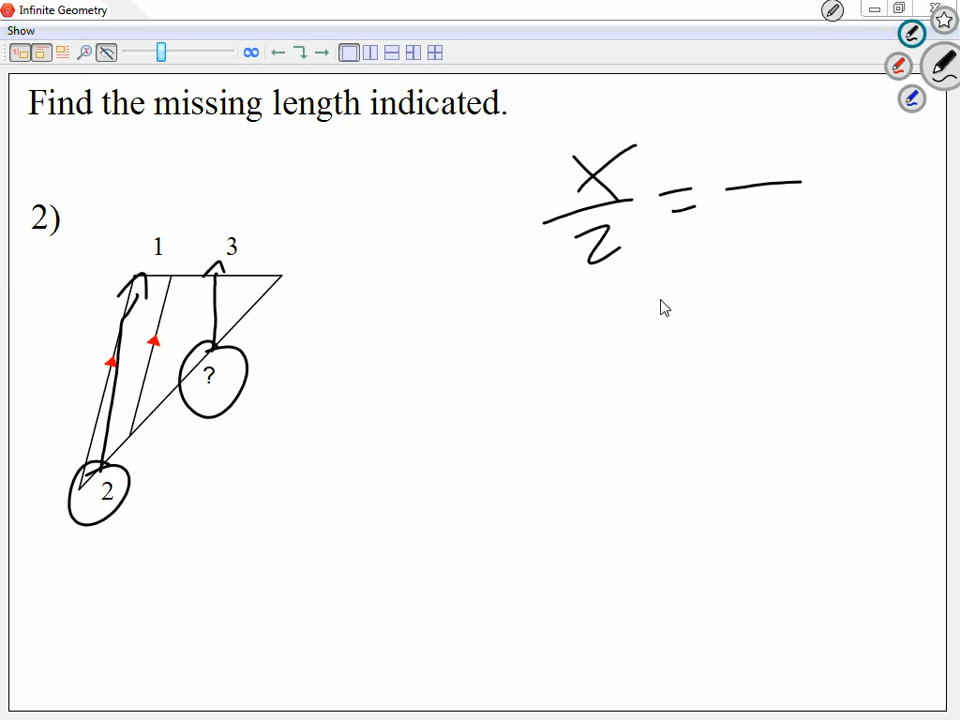 Infinite Geometry
Show
Find the missing length indicated.
2)
1 3
?
2
x
— = —
2